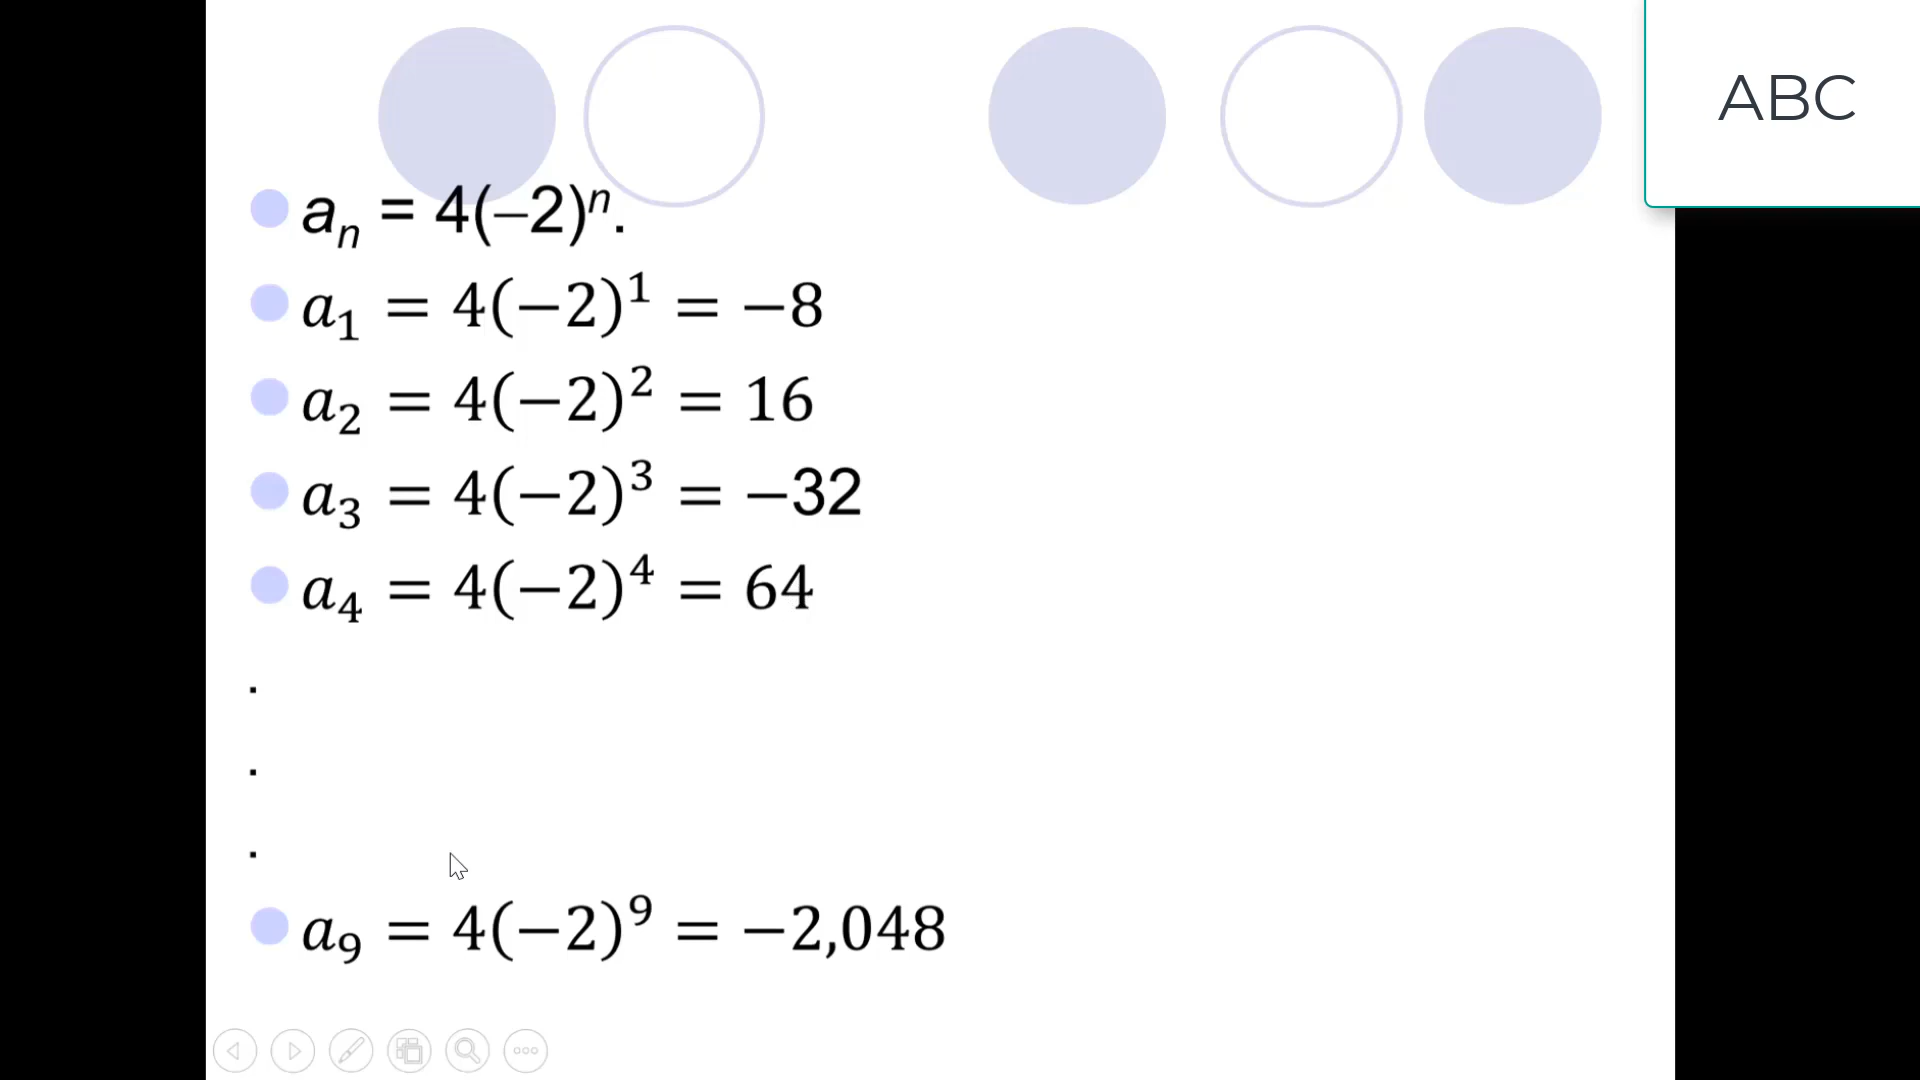 ABC
aₙ = 4(–2)ⁿ.
a₁ = 4(−2)¹ = −8
a₂ = 4(−2)² = 16
a₃ = 4(−2)³ = −32
a₄ = 4(−2)⁴ = 64
.
.
.
a₉ = 4(−2)⁹ = −2,048